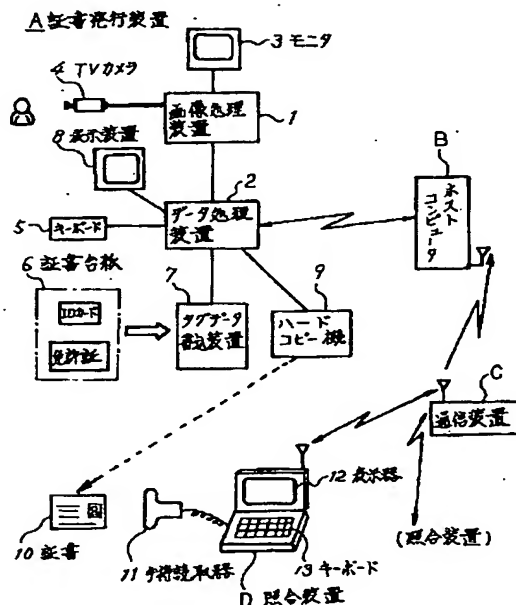 A 証書発行装置
3 モニタ
4 TVカメラ
画像処理
装置
1
8 表示装置
2
B
ホスト
コンピュータ
データ処理
装置
5
キーボード
6 証書台板
7
9
IDカード
免許証
タグデータ
書込装置
ハード
コピー機
C
通信装置
12 表示器
(照合装置)
10 証書
11 手持読取器
13 キーボード
D 照合装置